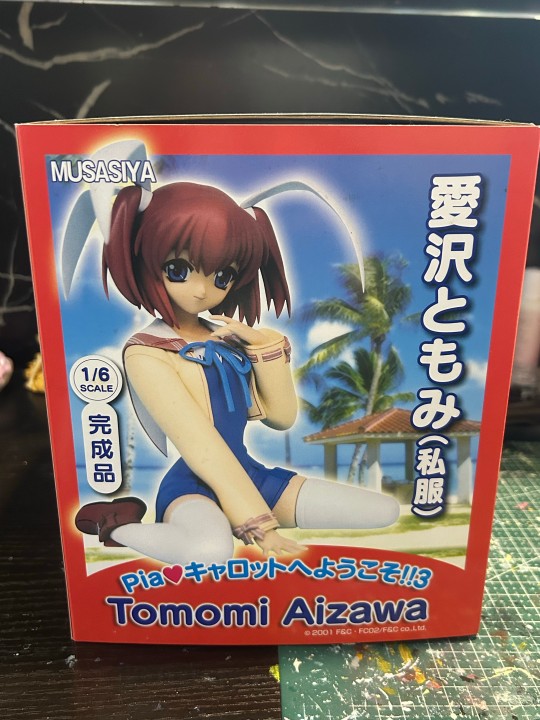 MUSASIYA
愛沢ともみ(私服)
1/6
SCALE
完成品
Pia♥キャロットへようこそ!!3
Tomomi Aizawa
© 2001 F&C・FC02/F&C co.,Ltd.